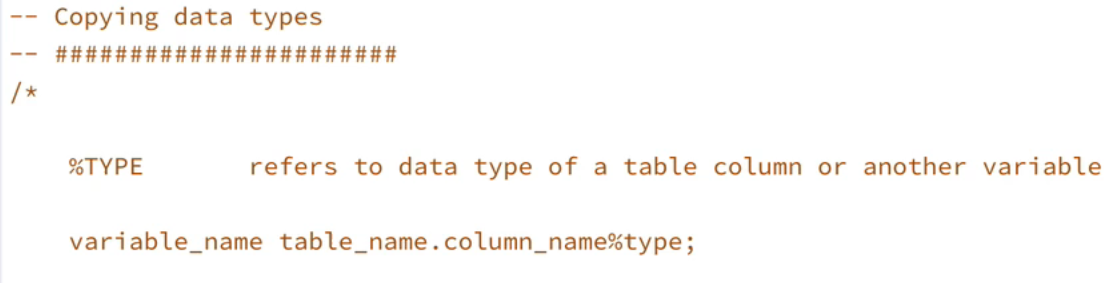 -- Copying data types
-- #######################
/*
%TYPE refers to data type of a table column or another variable
variable_name table_name.column_name%type;